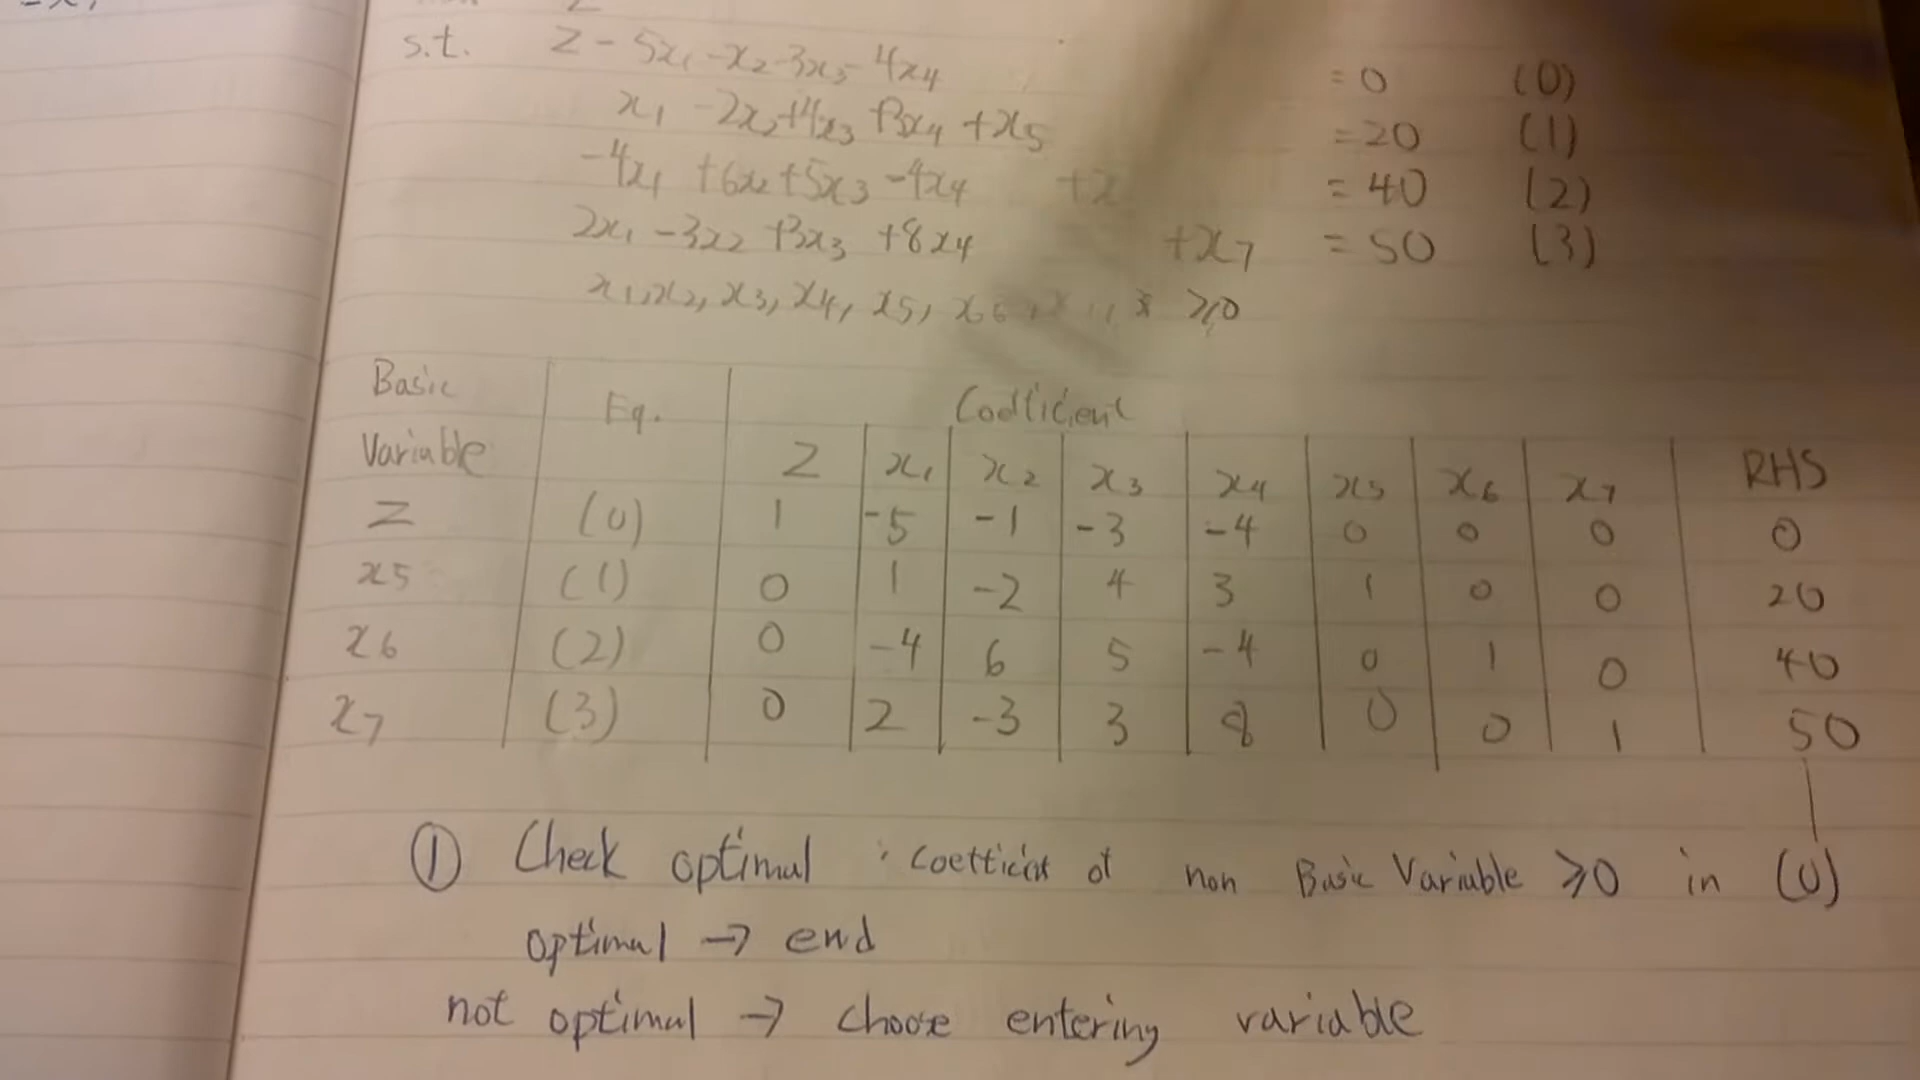 s.t. Z - 5x₁ - x₂ - 3x₃ - 4x₄ = 0 (0)
x₁ - 2x₂ + 4x₃ + 3x₄ + x₅ = 20 (1)
-4x₁ + 6x₂ + 5x₃ - 4x₄ + x = 40 (2)
2x₁ - 3x₂ + 3x₃ + 8x₄ + x₇ = 50 (3)
x₁, x₂, x₃, x₄, x₅, x₆, ≥ 0
Basic Variable Eq. Coefficient
Z x₁ x₂ x₃ x₄ x₅ x₆ x₇ RHS
Z (0) 1 -5 -1 -3 -4 0 0 0 0
x5 (1) 0 1 -2 4 3 1 0 0 20
x6 (2) 0 -4 6 5 -4 0 1 0 40
x7 (3) 0 2 -3 3 8 0 0 1 50
① Check optimal : coefficient of non Basic Variable ≥0 in (0)
optimal → end
not optimal → choose entering variable